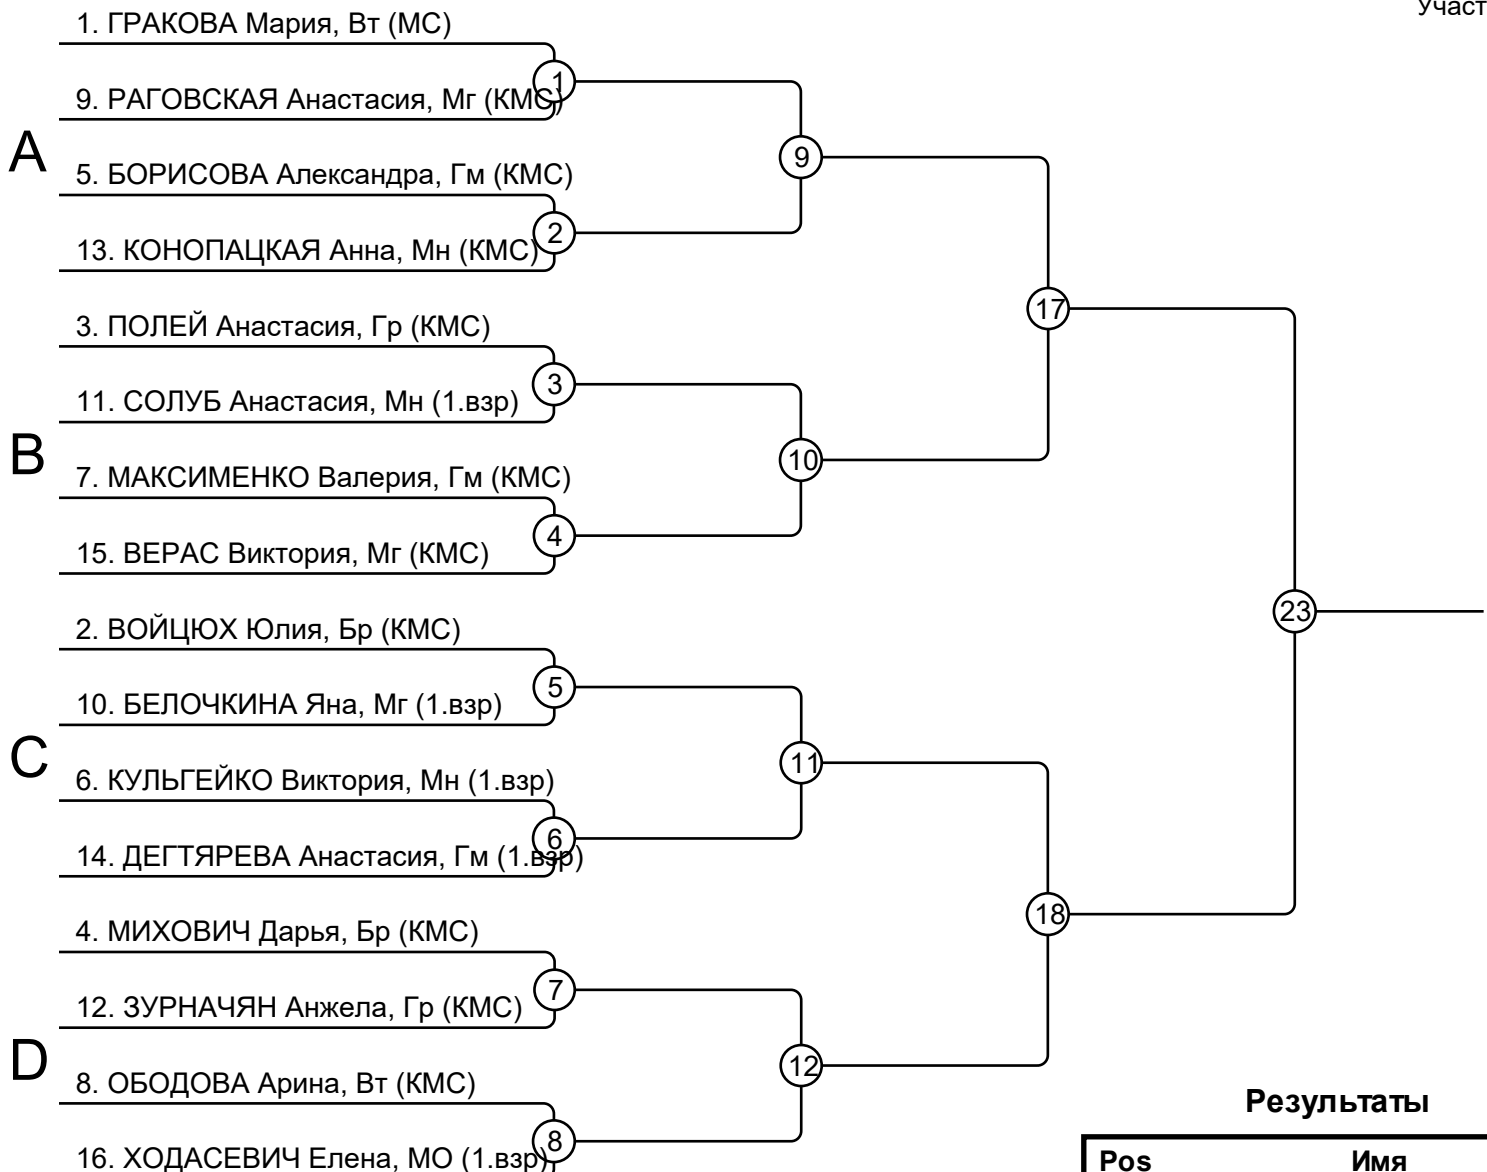 Участ
1. ГРАКОВА Мария, Вт (МС)
1
9. РАГОВСКАЯ Анастасия, Мг (КМС)
A
9
5. БОРИСОВА Александра, Гм (КМС)
2
13. КОНОПАЦКАЯ Анна, Мн (КМС)
17
3. ПОЛЕЙ Анастасия, Гр (КМС)
3
11. СОЛУБ Анастасия, Мн (1.взр)
B
10
7. МАКСИМЕНКО Валерия, Гм (КМС)
4
15. ВЕРАС Виктория, Мг (КМС)
23
2. ВОЙЦЮХ Юлия, Бр (КМС)
5
10. БЕЛОЧКИНА Яна, Мг (1.взр)
C
11
6. КУЛЬГЕЙКО Виктория, Мн (1.взр)
6
14. ДЕГТЯРЕВА Анастасия, Гм (1.взр)
18
4. МИХОВИЧ Дарья, Бр (КМС)
7
12. ЗУРНАЧЯН Анжела, Гр (КМС)
D
12
8. ОБОДОВА Арина, Вт (КМС)
8
16. ХОДАСЕВИЧ Елена, МО (1.взр)
Результаты
Pos Имя